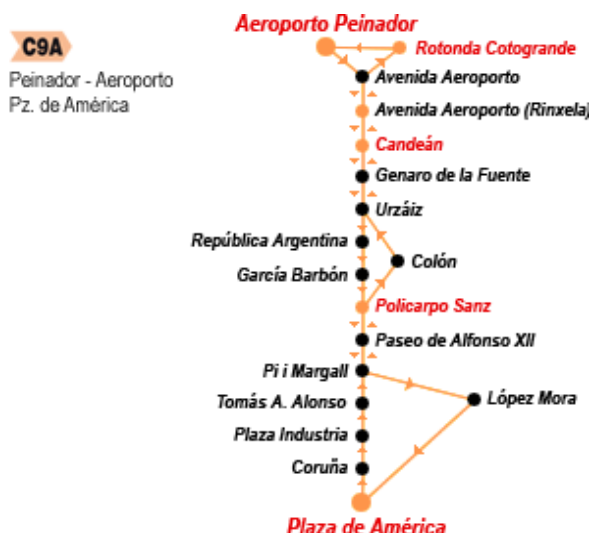 Aeroporto Peinador
C9A
Rotonda Cotogrande
Peinador - Aeroporto
Pz. de América
Avenida Aeroporto
Avenida Aeroporto (Rinxela)
Candeán
Genaro de la Fuente
Urzáiz
República Argentina
Colón
García Barbón
Policarpo Sanz
Paseo de Alfonso XII
Pi i Margall
López Mora
Tomás A. Alonso
Plaza Industria
Coruña
Plaza de América